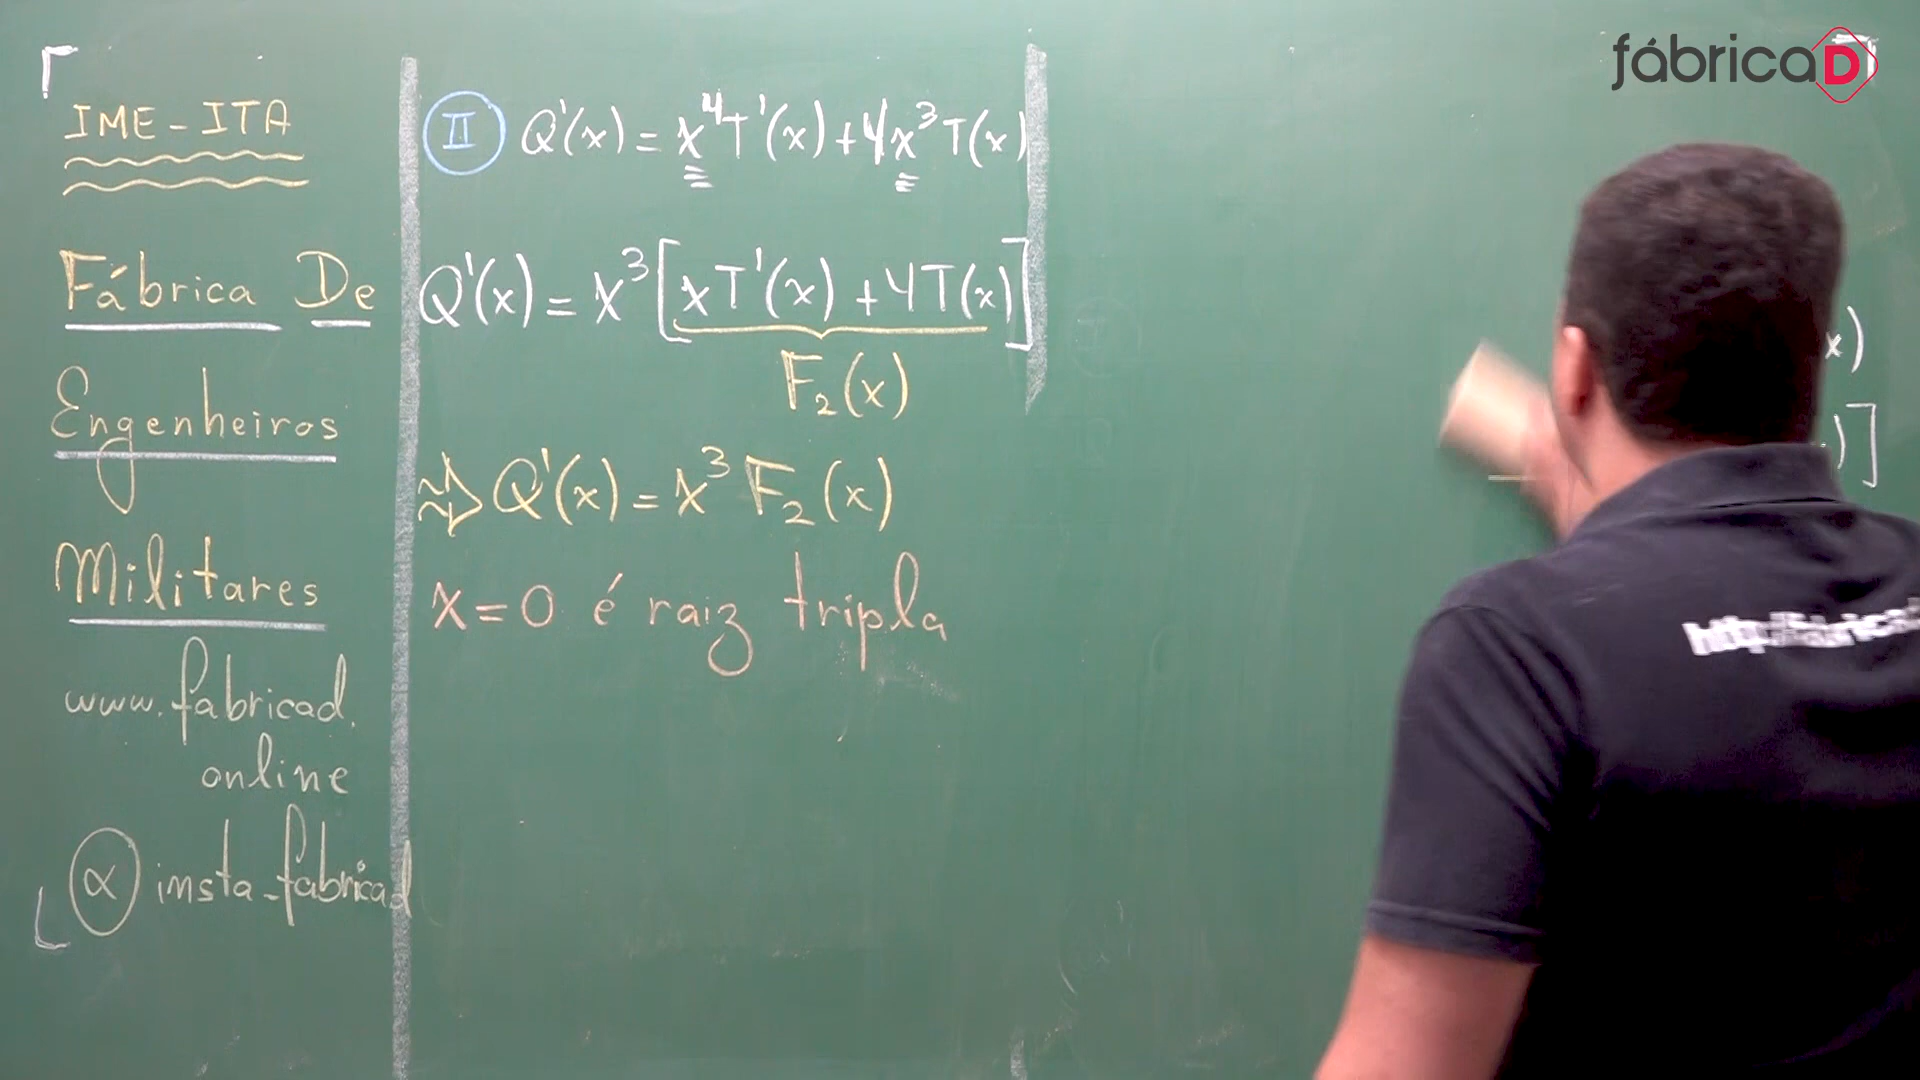 fábricaD
IME-ITA
Fábrica De
Engenheiros
Militares
www.fabricad.
online
α insta_fabricad
II Q'(x) = x⁴T'(x) + 4x³T(x)
Q'(x) = x³[xT'(x) + 4T(x)]
F₂(x)
⇒ Q'(x) = x³F₂(x)
x=0 é raiz tripla
x)
)]